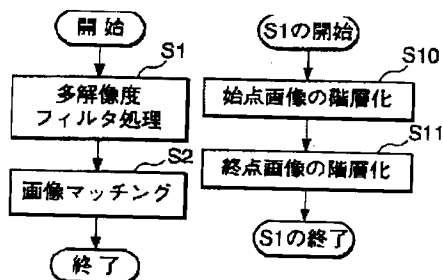 開始
S1
多解像度
フィルタ処理
S2
画像マッチング
終了
S1の開始
S10
始点画像の階層化
S11
終点画像の階層化
S1の終了